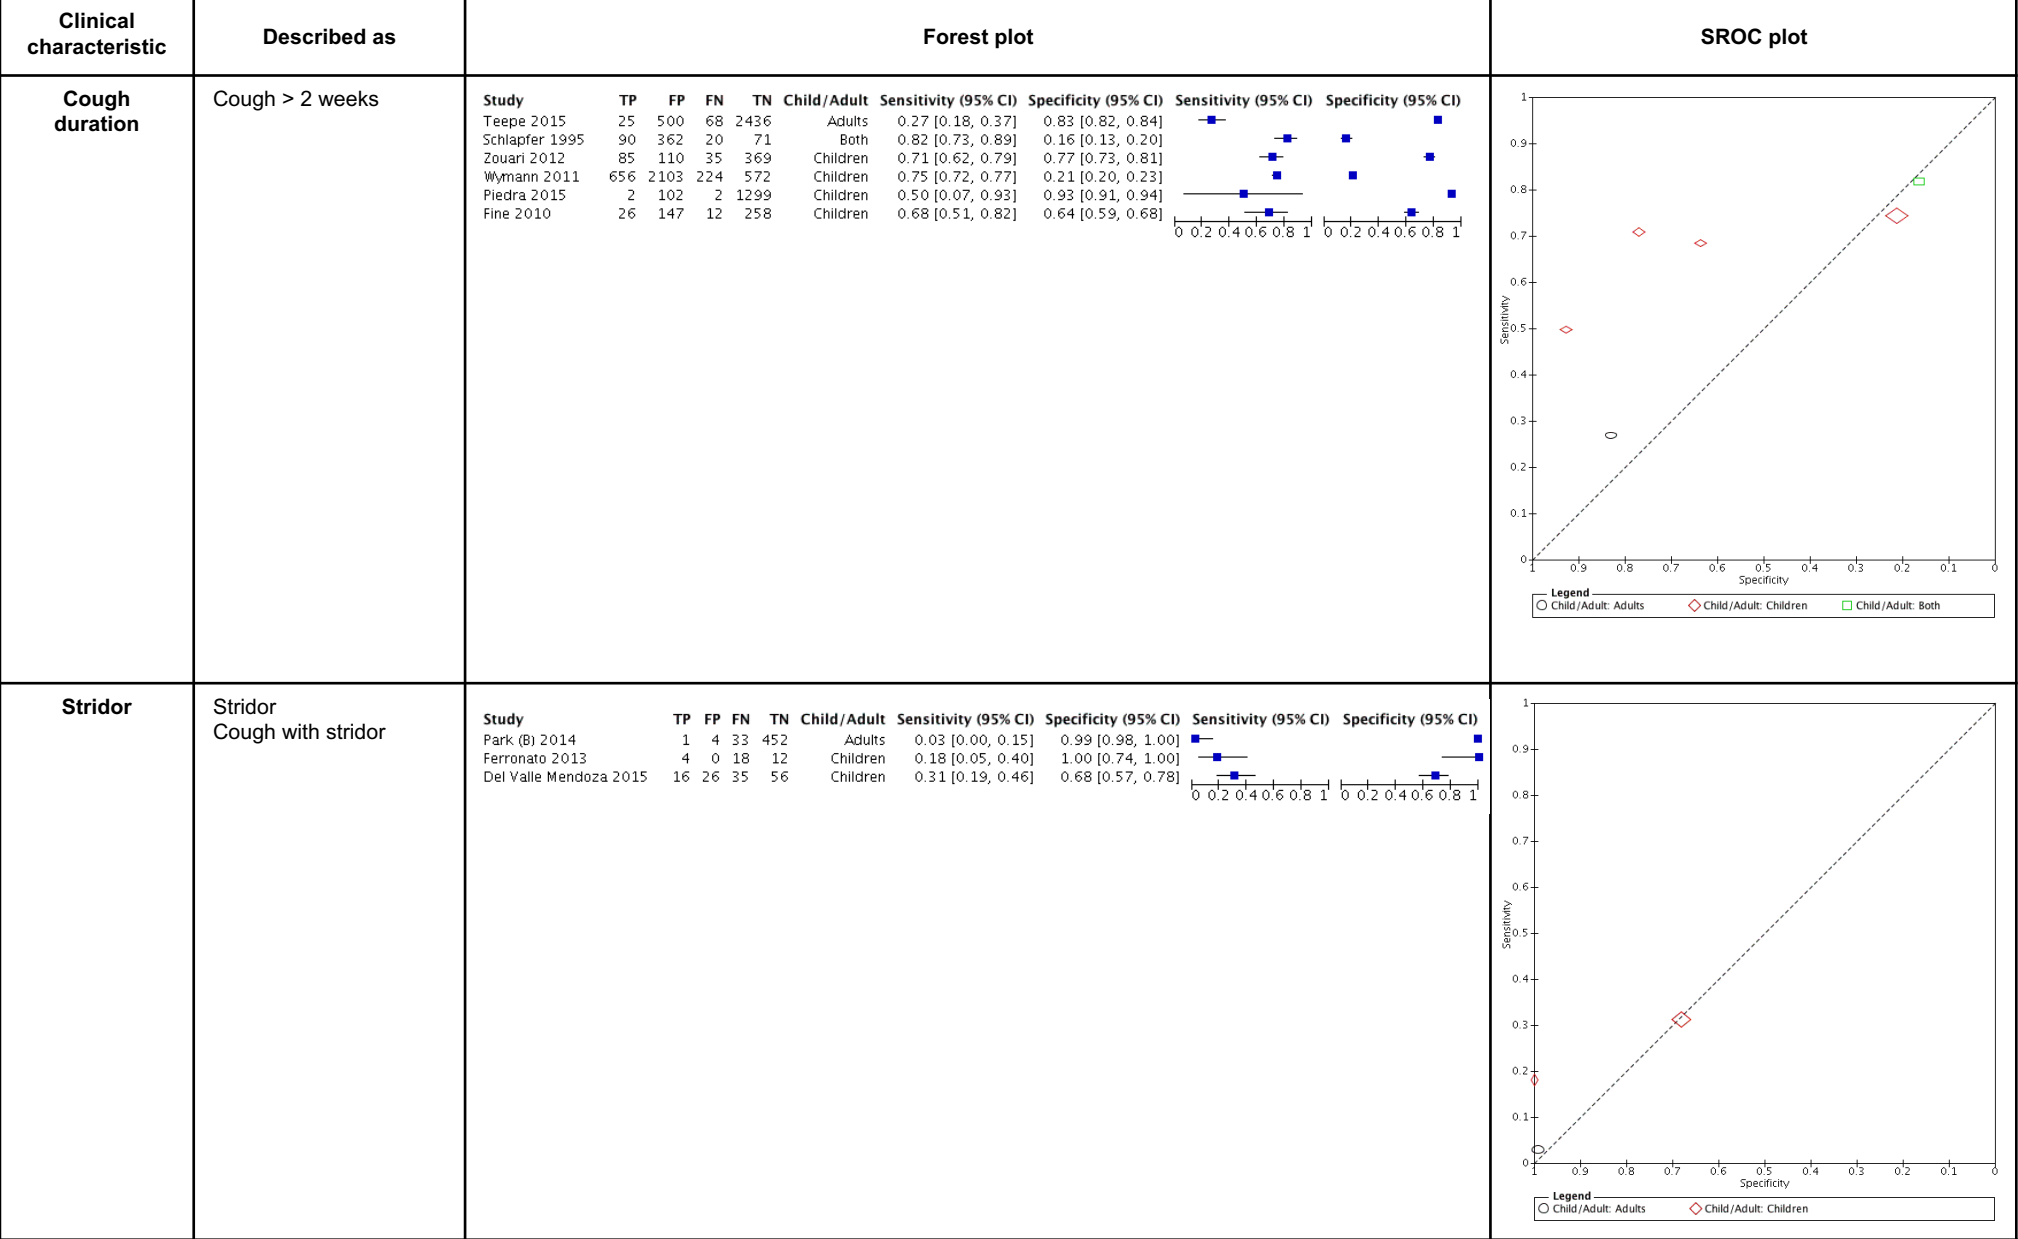 Clinical characteristic Described as Forest plot SROC plot
Cough duration
Cough > 2 weeks
Study TP FP FN TN Child/Adult Sensitivity (95% CI) Specificity (95% CI) Sensitivity (95% CI) Specificity (95% CI)
Teepe 2015 25 500 68 2436 Adults 0.27 [0.18, 0.37] 0.83 [0.82, 0.84]
Schlapfer 1995 90 362 20 71 Both 0.82 [0.73, 0.89] 0.16 [0.13, 0.20]
Zouari 2012 85 110 35 369 Children 0.71 [0.62, 0.79] 0.77 [0.73, 0.81]
Wymann 2011 656 2103 224 572 Children 0.75 [0.72, 0.77] 0.21 [0.20, 0.23]
Piedra 2015 2 102 2 1299 Children 0.50 [0.07, 0.93] 0.93 [0.91, 0.94]
Fine 2010 26 147 12 258 Children 0.68 [0.51, 0.82] 0.64 [0.59, 0.68]
0 0.2 0.4 0.6 0.8 1 0 0.2 0.4 0.6 0.8 1
1
0.9
0.8
0.7
0.6
0.5
0.4
0.3
0.2
0.1
0
Sensitivity
1 0.9 0.8 0.7 0.6 0.5 0.4 0.3 0.2 0.1 0
Specificity
Legend
Child/Adult: Adults Child/Adult: Children Child/Adult: Both
Stridor
Stridor
Cough with stridor
Study TP FP FN TN Child/Adult Sensitivity (95% CI) Specificity (95% CI) Sensitivity (95% CI) Specificity (95% CI)
Park (B) 2014 1 4 33 452 Adults 0.03 [0.00, 0.15] 0.99 [0.98, 1.00]
Ferronato 2013 4 0 18 12 Children 0.18 [0.05, 0.40] 1.00 [0.74, 1.00]
Del Valle Mendoza 2015 16 26 35 56 Children 0.31 [0.19, 0.46] 0.68 [0.57, 0.78]
0 0.2 0.4 0.6 0.8 1 0 0.2 0.4 0.6 0.8 1
1
0.9
0.8
0.7
0.6
0.5
0.4
0.3
0.2
0.1
0
Sensitivity
1 0.9 0.8 0.7 0.6 0.5 0.4 0.3 0.2 0.1 0
Specificity
Legend
Child/Adult: Adults Child/Adult: Children